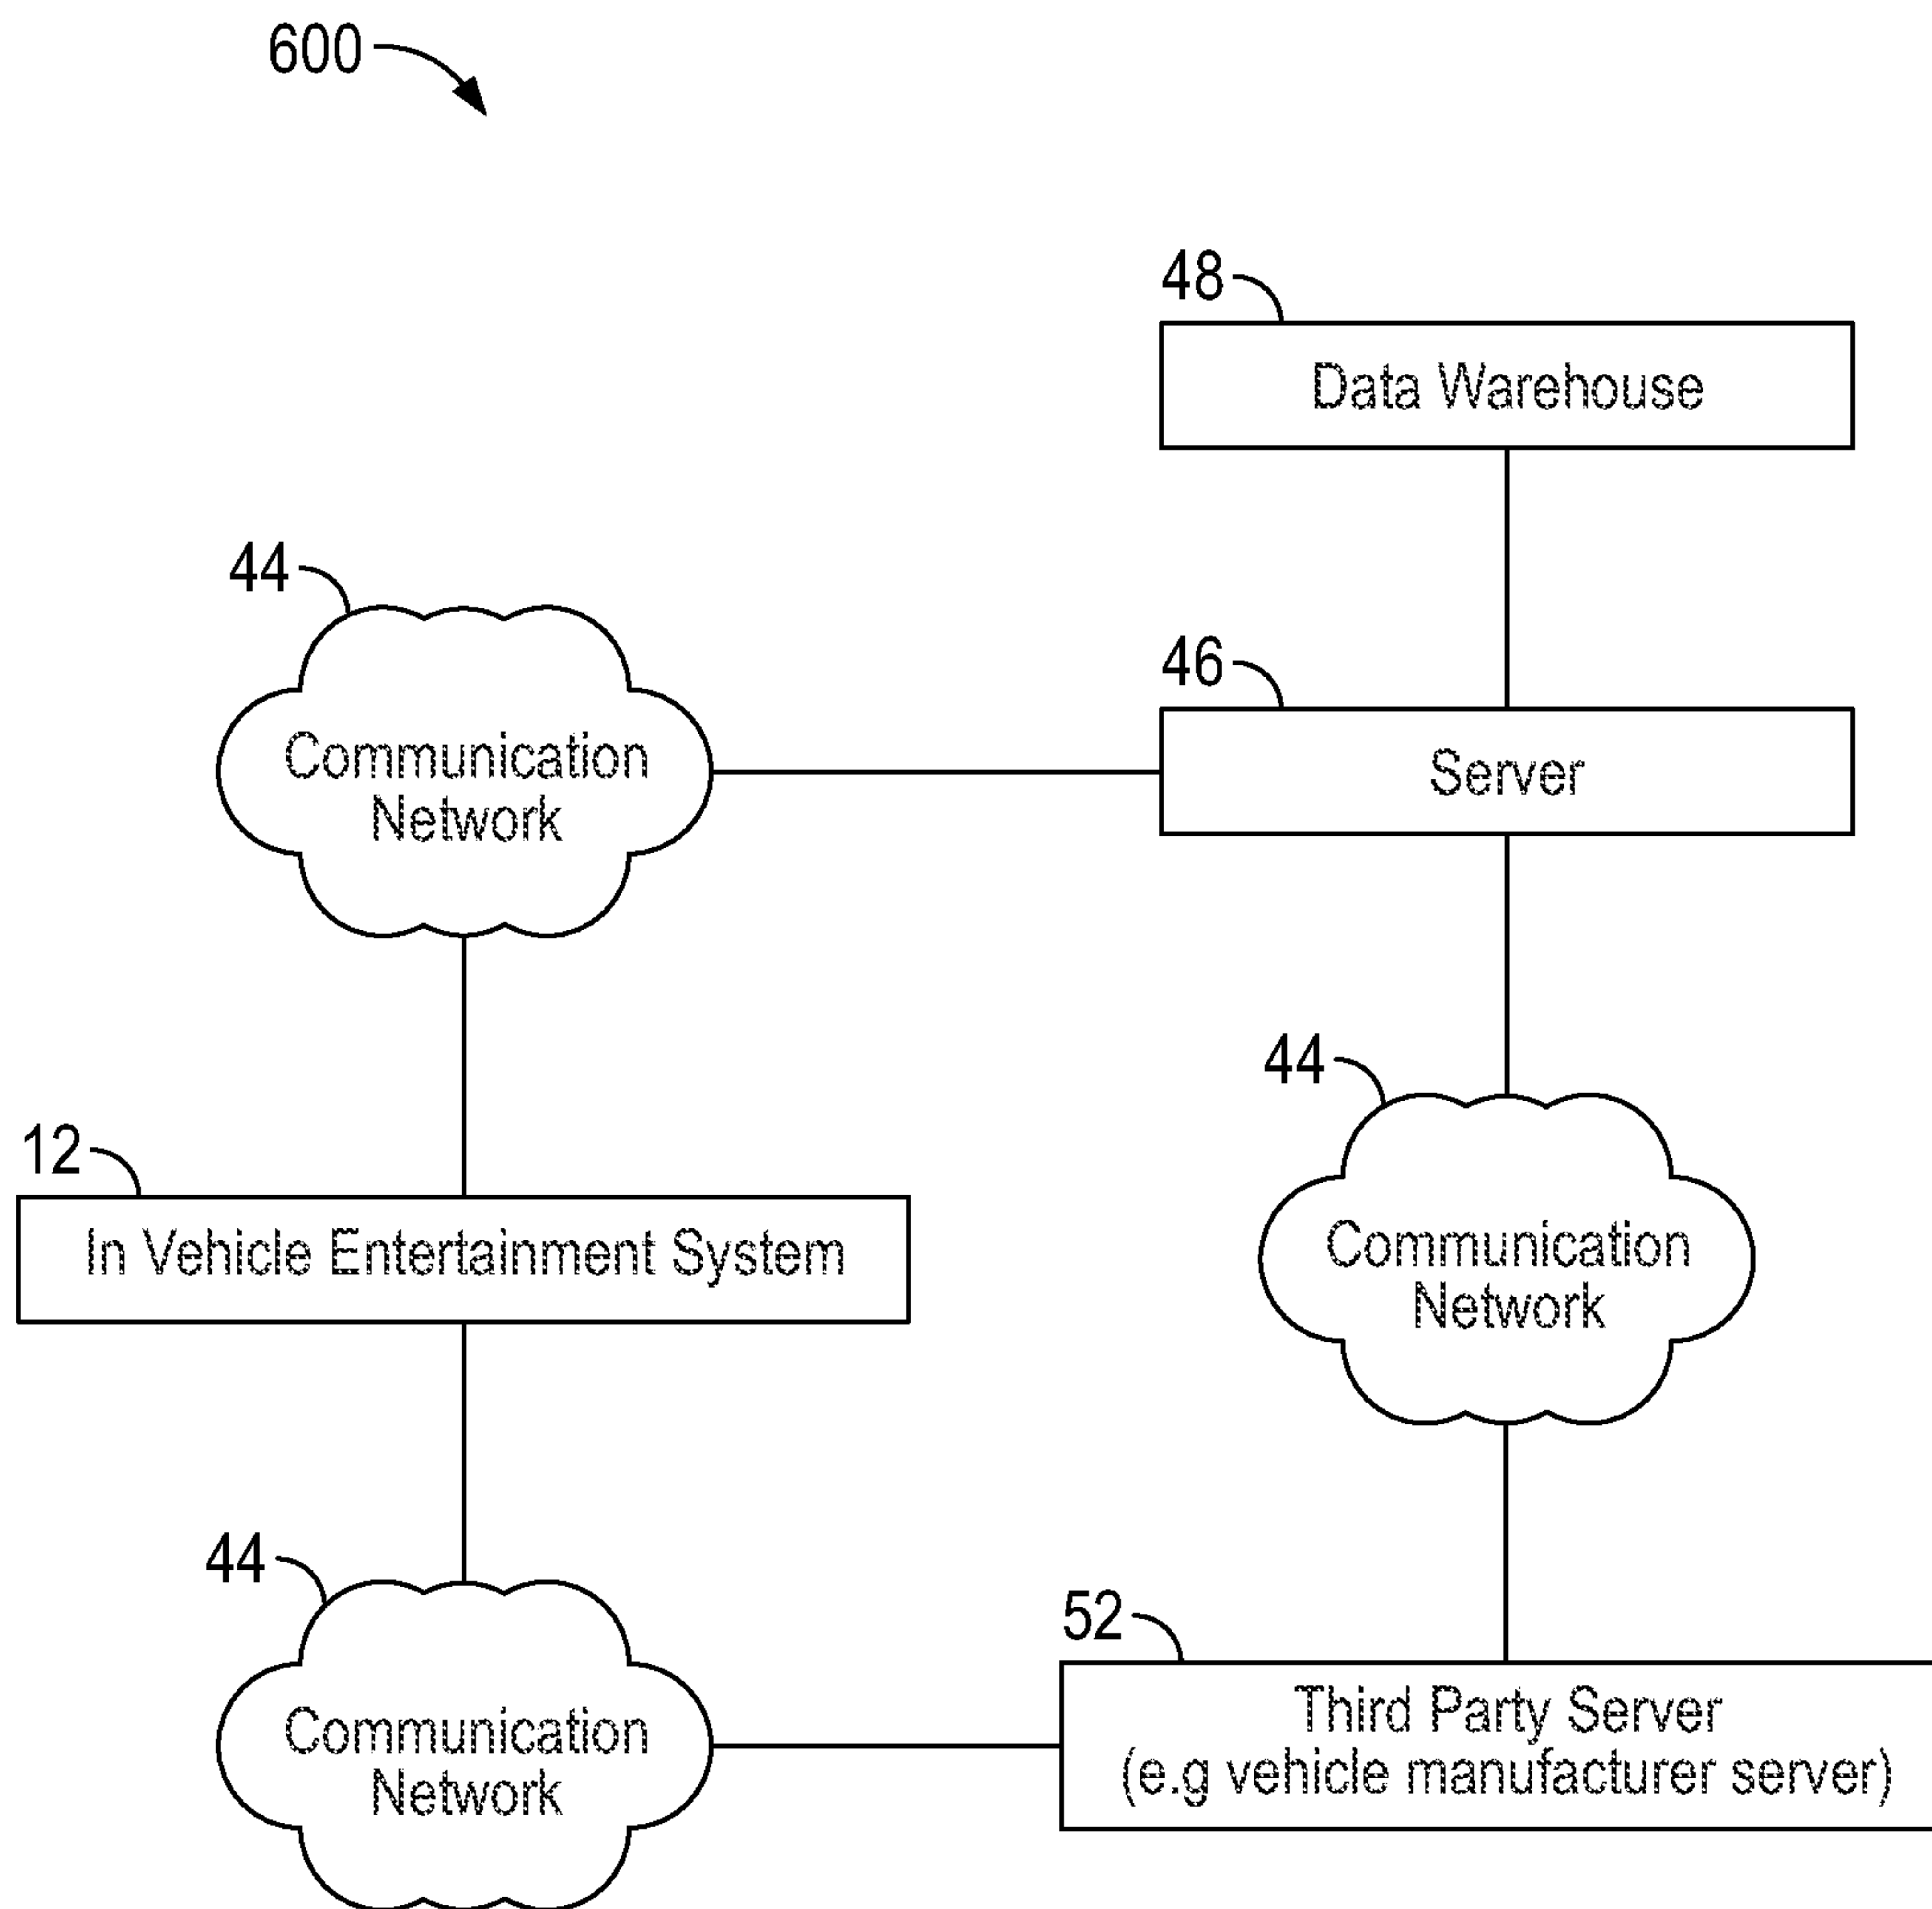 600
48
Data Warehouse
44
Communication
Network
46
Server
44
Communication
Network
12
In Vehicle Entertainment System
44
Communication
Network
52
Third Party Server
(e.g vehicle manufacturer server)